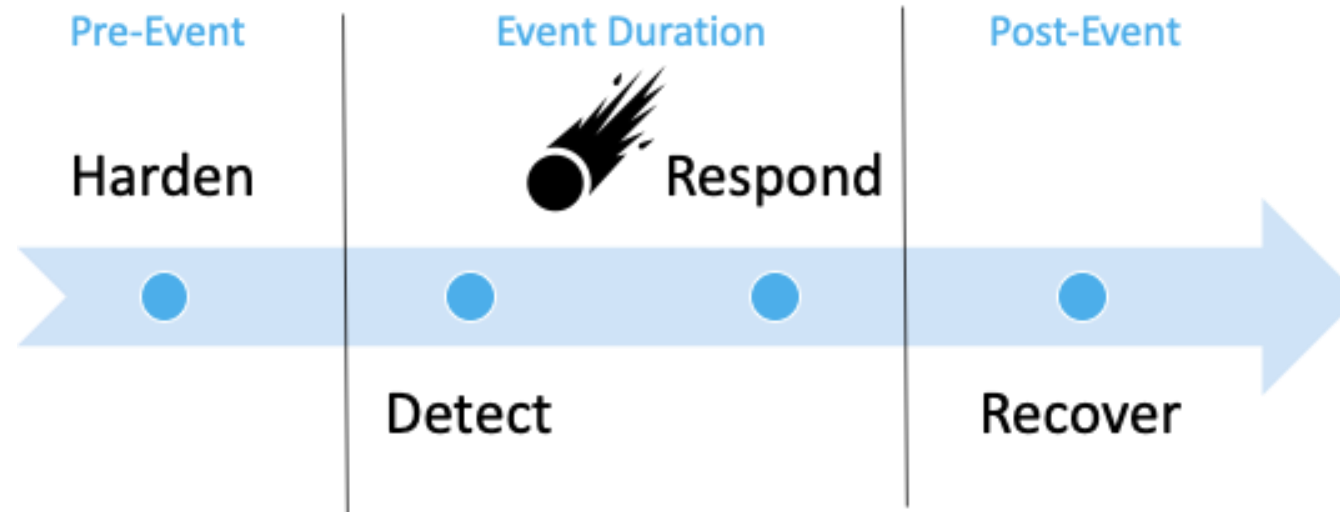 Pre-Event
Event Duration
Post-Event
Harden
Respond
Detect
Recover